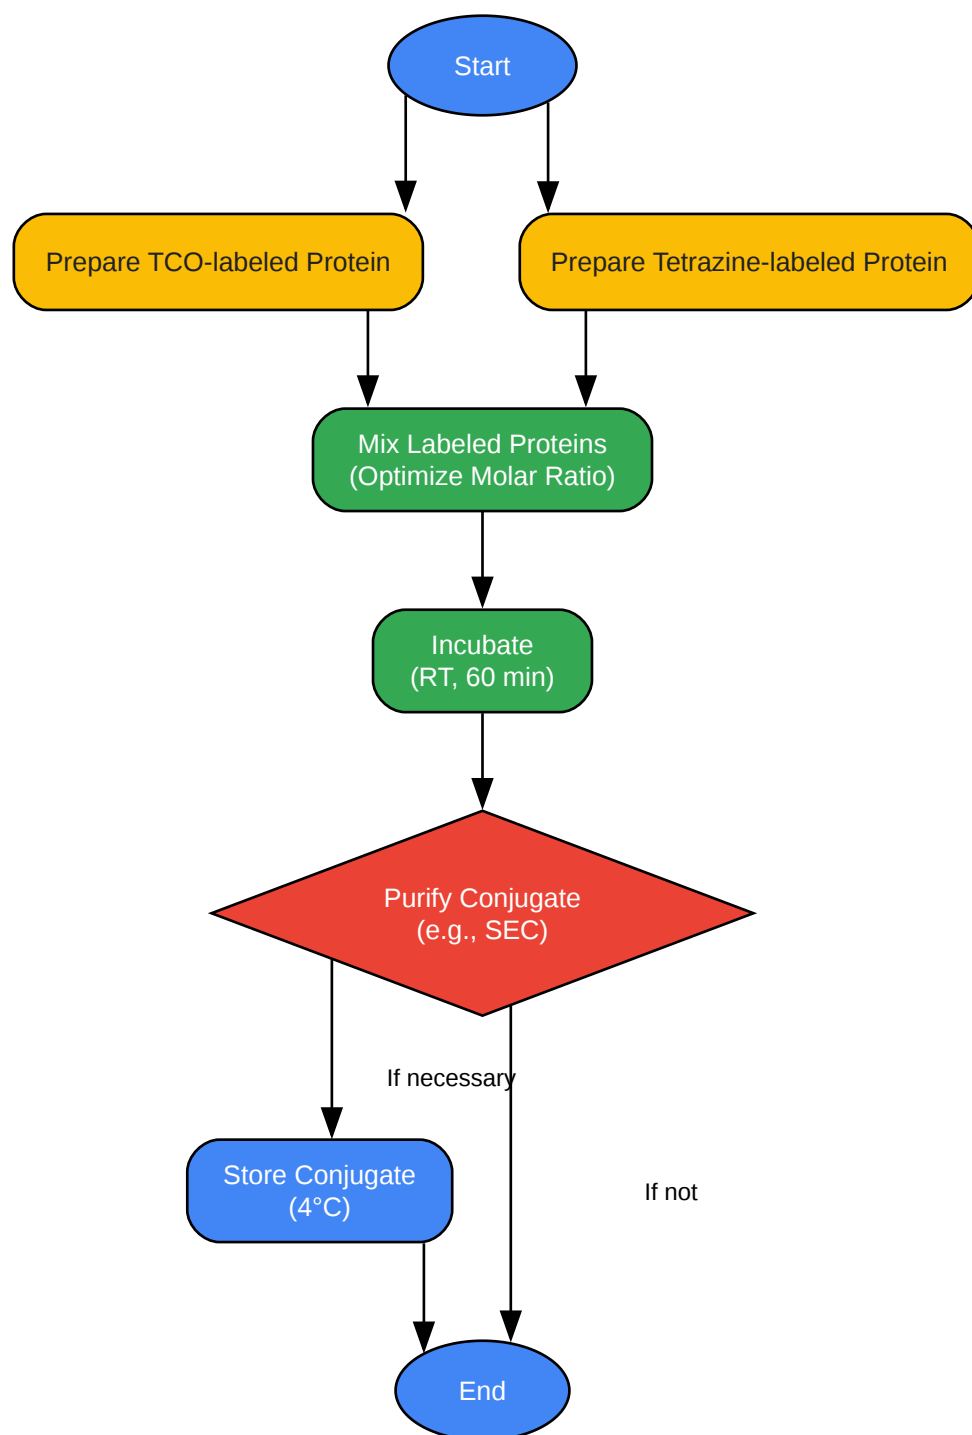 Start
Prepare TCO-labeled Protein
Prepare Tetrazine-labeled Protein
Mix Labeled Proteins
(Optimize Molar Ratio)
Incubate
(RT, 60 min)
Purify Conjugate
(e.g., SEC)
If necessary
Store Conjugate
(4°C)
If not
End